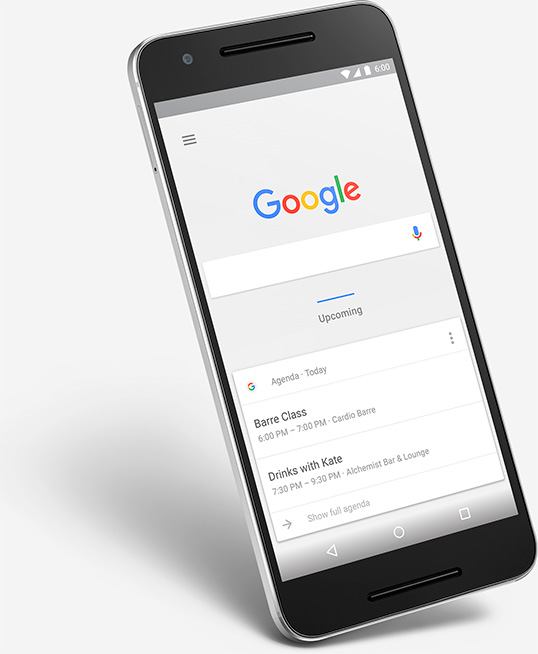 6:00
Google
Upcoming
Agenda · Today
Barre Class
6:00 PM – 7:00 PM · Cardio Barre
Drinks with Kate
7:30 PM – 9:30 PM · Alchemist Bar & Lounge
Show full agenda